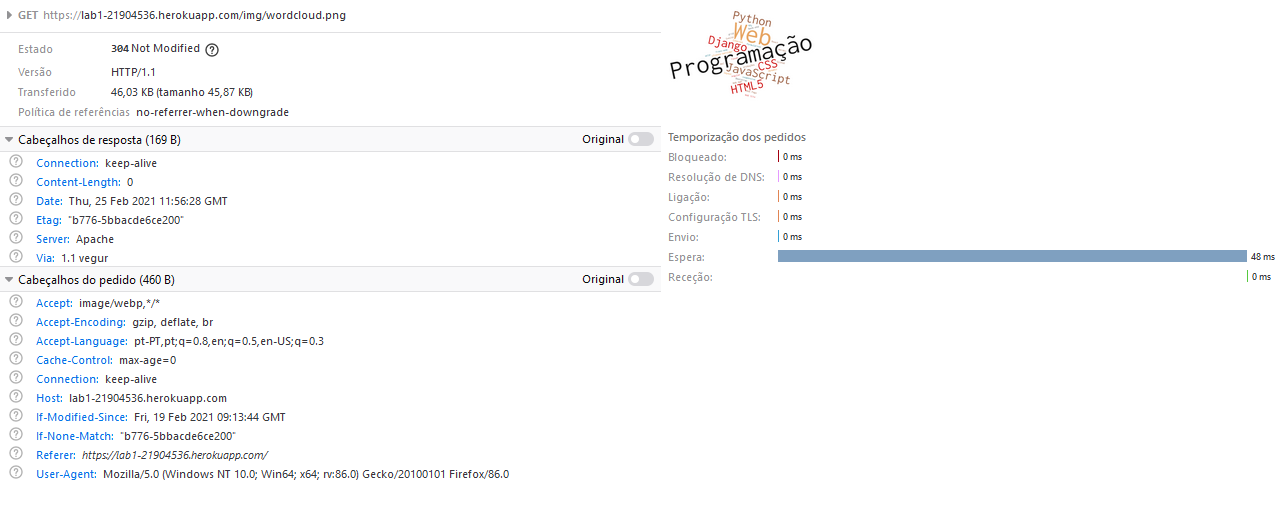 GET https://lab1-21904536.herokuapp.com/img/wordcloud.png
Estado 304 Not Modified
Versão HTTP/1.1
Transferido 46,03 KB (tamanho 45,87 KB)
Política de referências no-referrer-when-downgrade
Cabeçalhos de resposta (169 B) Original
Connection: keep-alive
Content-Length: 0
Date: Thu, 25 Feb 2021 11:56:28 GMT
Etag: "b776-5bbacde6ce200"
Server: Apache
Via: 1.1 vegur
Cabeçalhos do pedido (460 B) Original
Accept: image/webp,*/*
Accept-Encoding: gzip, deflate, br
Accept-Language: pt-PT,pt;q=0.8,en;q=0.5,en-US;q=0.3
Cache-Control: max-age=0
Connection: keep-alive
Host: lab1-21904536.herokuapp.com
If-Modified-Since: Fri, 19 Feb 2021 09:13:44 GMT
If-None-Match: "b776-5bbacde6ce200"
Referer: https://lab1-21904536.herokuapp.com/
User-Agent: Mozilla/5.0 (Windows NT 10.0; Win64; x64; rv:86.0) Gecko/20100101 Firefox/86.0
Python
Web
Django
Programação
CSS
JavaScript
HTML5
Temporização dos pedidos
Bloqueado: 0 ms
Resolução de DNS: 0 ms
Ligação: 0 ms
Configuração TLS: 0 ms
Envio: 0 ms
Espera: 48 ms
Receção: 0 ms